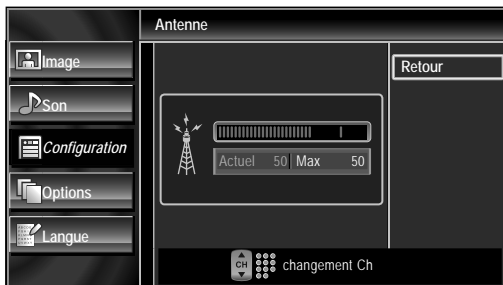 Antenne
Image
Son
Configuration
Options
Langue
Retour
Actuel 50 Max 50
CH changement Ch